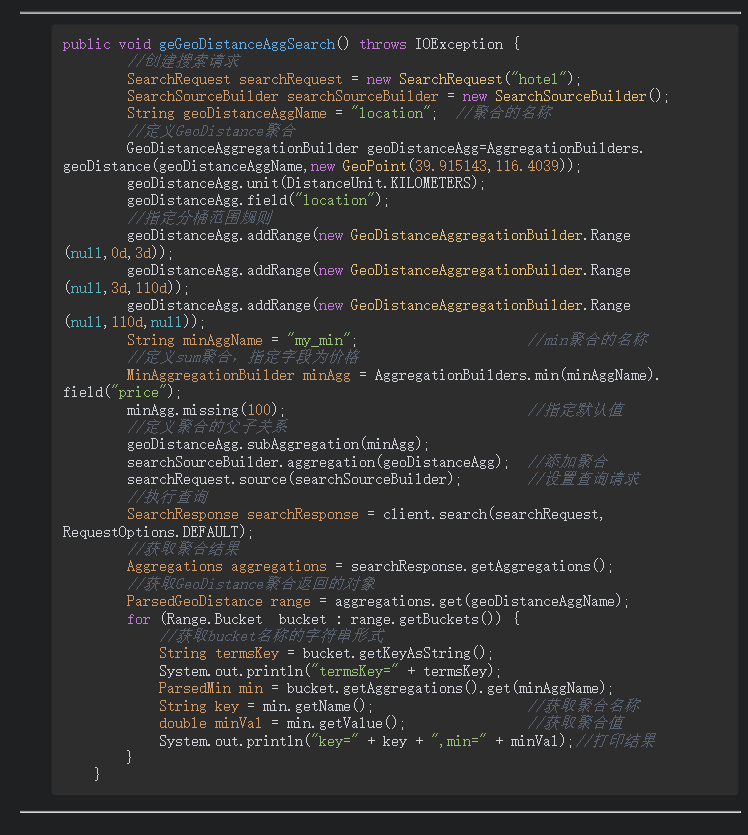 public void geGeoDistanceAggSearch() throws IOException {
//创建搜索请求
SearchRequest searchRequest = new SearchRequest("hotel");
SearchSourceBuilder searchSourceBuilder = new SearchSourceBuilder();
String geoDistanceAggName = "location"; //聚合的名称
//定义GeoDistance聚合
GeoDistanceAggregationBuilder geoDistanceAgg=AggregationBuilders.
geoDistance(geoDistanceAggName,new GeoPoint(39.915143,116.4039));
geoDistanceAgg.unit(DistanceUnit.KILOMETERS);
geoDistanceAgg.field("location");
//指定分桶范围规则
geoDistanceAgg.addRange(new GeoDistanceAggregationBuilder.Range
(null,0d,3d));
geoDistanceAgg.addRange(new GeoDistanceAggregationBuilder.Range
(null,3d,110d));
geoDistanceAgg.addRange(new GeoDistanceAggregationBuilder.Range
(null,110d,null));
String minAggName = "my_min"; //min聚合的名称
//定义sum聚合，指定字段为价格
MinAggregationBuilder minAgg = AggregationBuilders.min(minAggName).
field("price");
minAgg.missing(100); //指定默认值
//定义聚合的父子关系
geoDistanceAgg.subAggregation(minAgg);
searchSourceBuilder.aggregation(geoDistanceAgg); //添加聚合
searchRequest.source(searchSourceBuilder); //设置查询请求
//执行查询
SearchResponse searchResponse = client.search(searchRequest,
RequestOptions.DEFAULT);
//获取聚合结果
Aggregations aggregations = searchResponse.getAggregations();
//获取GeoDistance聚合返回的对象
ParsedGeoDistance range = aggregations.get(geoDistanceAggName);
for (Range.Bucket bucket : range.getBuckets()) {
//获取bucket名称的字符串形式
String termsKey = bucket.getKeyAsString();
System.out.println("termsKey=" + termsKey);
ParsedMin min = bucket.getAggregations().get(minAggName);
String key = min.getName(); //获取聚合名称
double minVal = min.getValue(); //获取聚合值
System.out.println("key=" + key + ",min=" + minVal);//打印结果
}
}